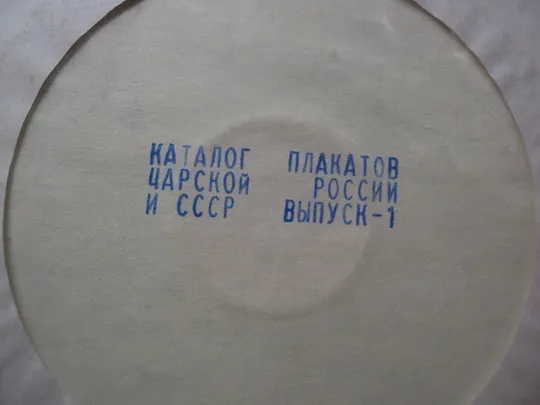 КАТАЛОГ ПЛАКАТОВ
ЦАРСКОЙ РОССИИ
И СССР ВЫПУСК-1